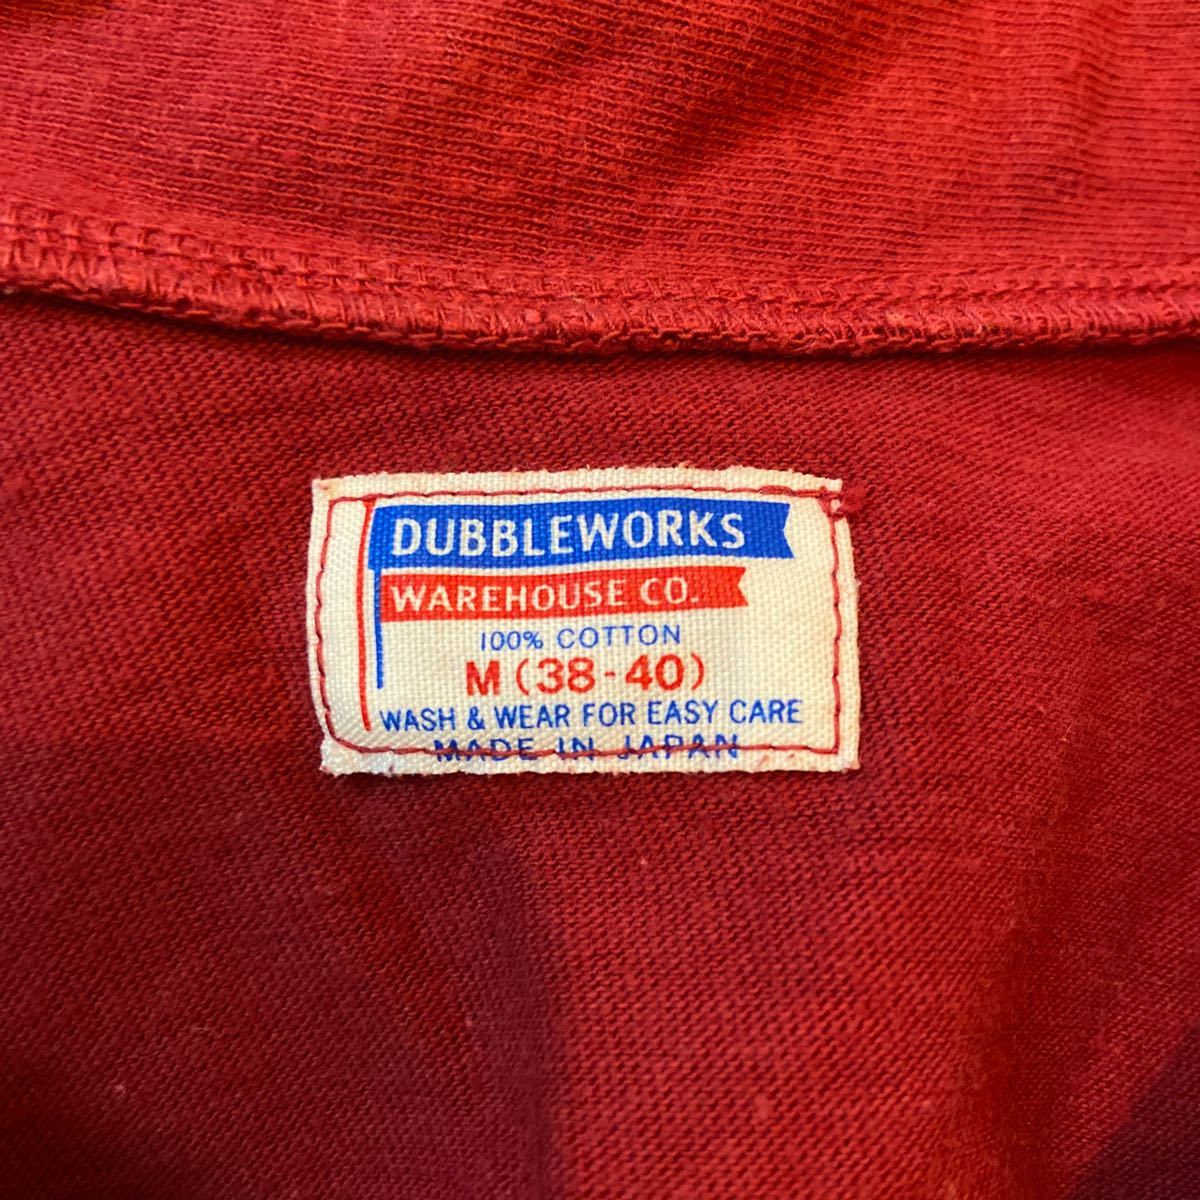 DUBBLEWORKS
WAREHOUSE CO.
100% COTTON
M (38-40)
WASH & WEAR FOR EASY CARE
MADE IN JAPAN